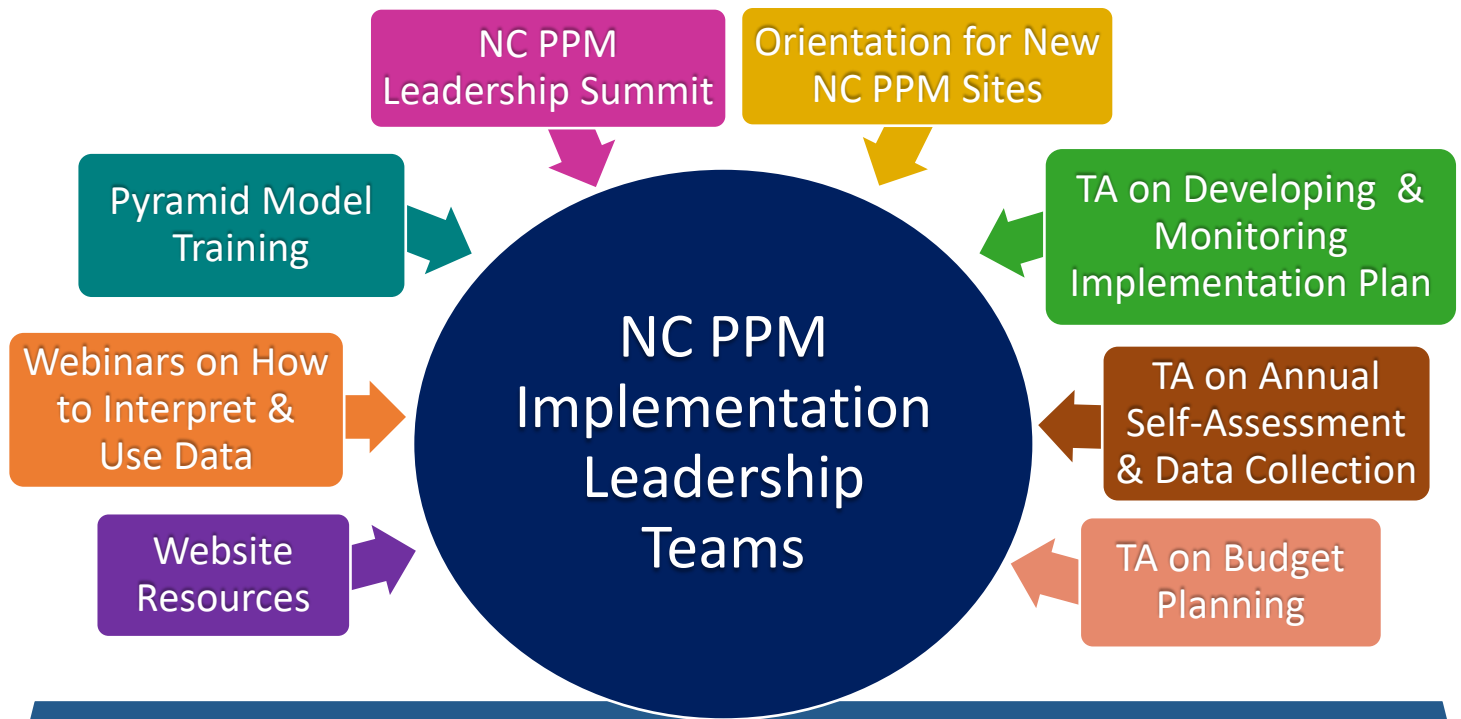 NC PPM
Leadership Summit
Orientation for New
NC PPM Sites
Pyramid Model
Training
TA on Developing & 
Monitoring
Implementation Plan
Webinars on How
to Interpret &
Use Data
NC PPM
Implementation
Leadership
Teams
TA on Annual
Self-Assessment
& Data Collection
Website
Resources
TA on Budget
Planning